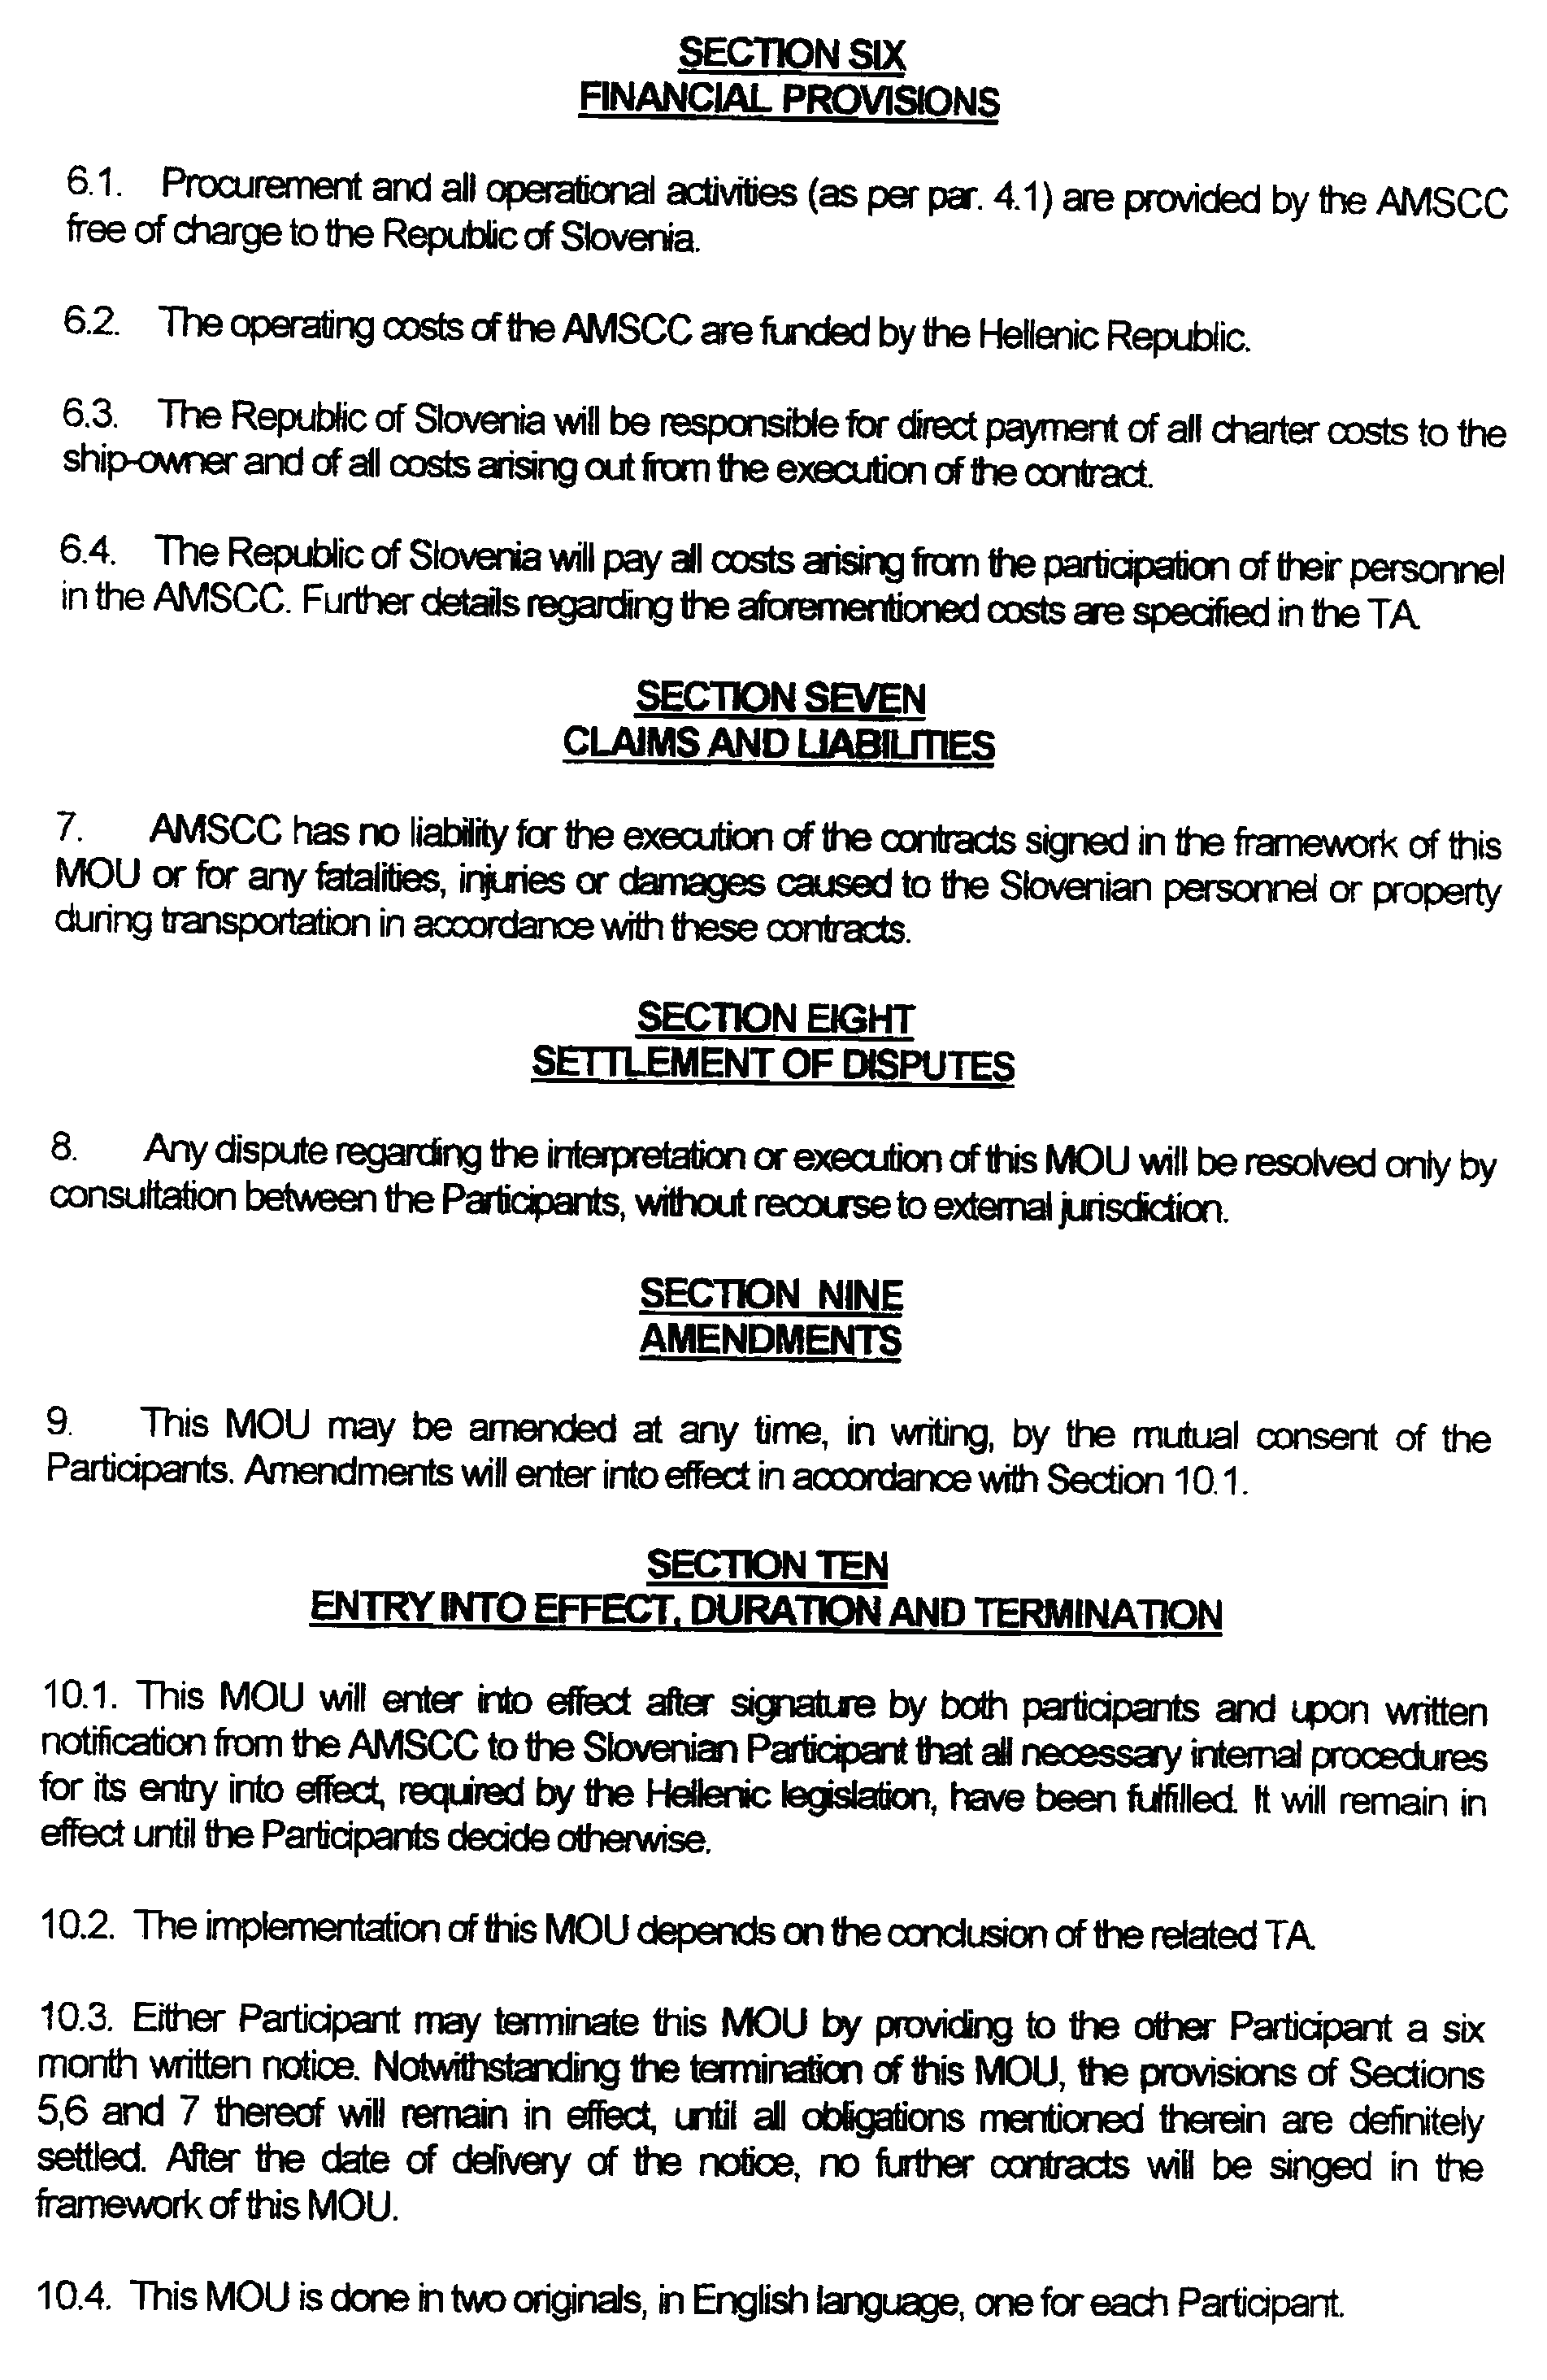 SECTION SIX
FINANCIAL PROVISIONS
6.1. Procurement and all operational activities (as per par. 4.1) are provided by the AMSCC
free of charge to the Republic of Slovenia.
6.2. The operating costs of the AMSCC are funded by the Hellenic Republic.
6.3. The Republic of Slovenia will be responsible for direct payment of all charter costs to the
ship-owner and of all costs arising out from the execution of the contract.
6.4. The Republic of Slovenia will pay all costs arising from the participation of their personnel
in the AMSCC. Further details regarding the aforementioned costs are specified in the TA.
SECTION SEVEN
CLAIMS AND LIABILITIES
7. AMSCC has no liability for the execution of the contracts signed in the framework of this
MOU or for any fatalities, injuries or damages caused to the Slovenian personnel or property
during transportation in accordance with these contracts.
SECTION EIGHT
SETTLEMENT OF DISPUTES
8. Any dispute regarding the interpretation or execution of this MOU will be resolved only by
consultation between the Participants, without recourse to external jurisdiction.
SECTION NINE
AMENDMENTS
9. This MOU may be amended at any time, in writing, by the mutual consent of the
Participants. Amendments will enter into effect in accordance with Section 10.1.
SECTION TEN
ENTRY INTO EFFECT, DURATION AND TERMINATION
10.1. This MOU will enter into effect after signature by both participants and upon written
notification from the AMSCC to the Slovenian Participant that all necessary internal procedures
for its entry into effect, required by the Hellenic legislation, have been fulfilled. It will remain in
effect until the Participants decide otherwise.
10.2. The implementation of this MOU depends on the conclusion of the related TA.
10.3. Either Participant may terminate this MOU by providing to the other Participant a six
month written notice. Notwithstanding the termination of this MOU, the provisions of Sections
5,6 and 7 thereof will remain in effect, until all obligations mentioned therein are definitely
settled. After the date of delivery of the notice, no further contracts will be singed in the
framework of this MOU.
10.4. This MOU is done in two originals, in English language, one for each Participant.